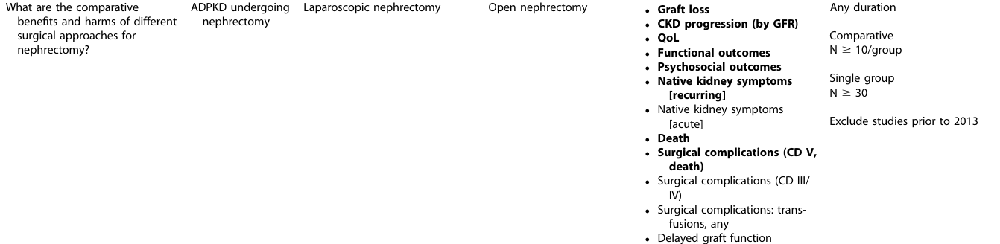 What are the comparative
benefits and harms of different
surgical approaches for
nephrectomy?
ADPKD undergoing
nephrectomy
Laparoscopic nephrectomy
Open nephrectomy
• Graft loss
• CKD progression (by GFR)
• QoL
• Functional outcomes
• Psychosocial outcomes
• Native kidney symptoms
[recurring]
• Native kidney symptoms
[acute]
• Death
• Surgical complications (CD V,
death)
• Surgical complications (CD III/
IV)
• Surgical complications: trans-
fusions, any
• Delayed graft function
Any duration
Comparative
N ≥ 10/group
Single group
N ≥ 30
Exclude studies prior to 2013